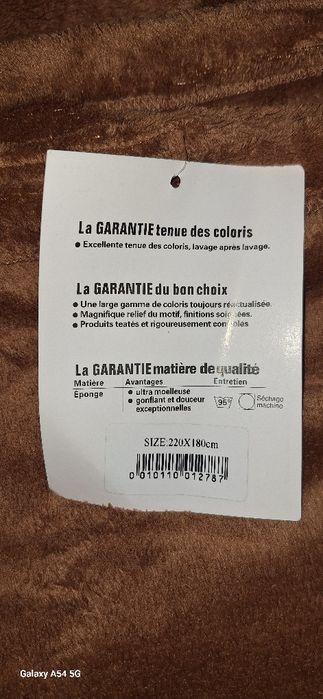 La GARANTIE tenue des coloris
● Excellente tenue des coloris, lavage après lavage.
La GARANTIE du bon choix
● Une large gamme de coloris toujours réactualisée.
● Magnifique relief du motif, finitions soignées.
● Produits teatés et rigoureusement
La GARANTIE matière de qualité
Matière Avantages Entretien
Eponge ● ultra moelleuse
● gonflant et douceur exceptionnelles
95 Séchage machine
SIZE:220X180cm
0 010110 012787
Galaxy A54 5G